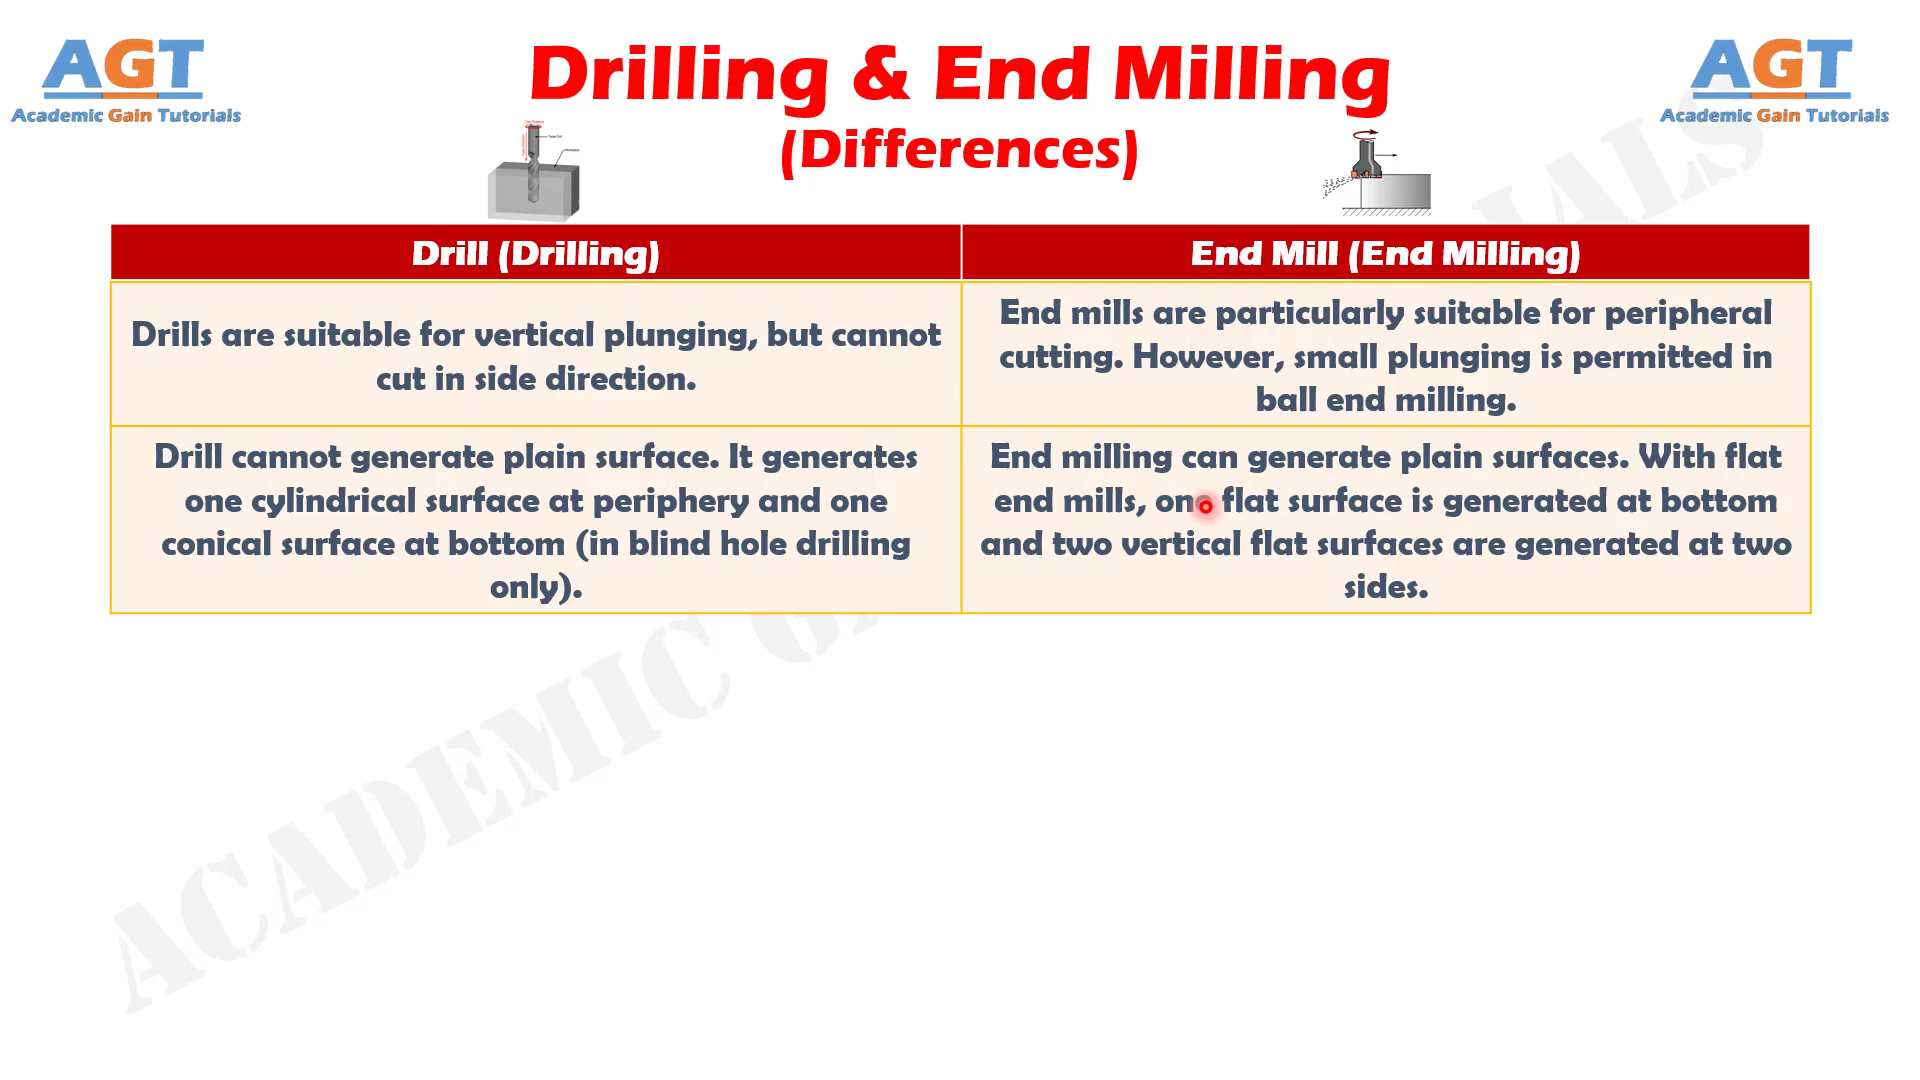 AGT
Academic Gain Tutorials
Drilling & End Milling
(Differences)
AGT
Academic Gain Tutorials
Drill (Drilling)
End Mill (End Milling)
Drills are suitable for vertical plunging, but cannot
cut in side direction.
End mills are particularly suitable for peripheral
cutting. However, small plunging is permitted in
ball end milling.
Drill cannot generate plain surface. It generates
one cylindrical surface at periphery and one
conical surface at bottom (in blind hole drilling
only).
End milling can generate plain surfaces. With flat
end mills, one flat surface is generated at bottom
and two vertical flat surfaces are generated at two
sides.